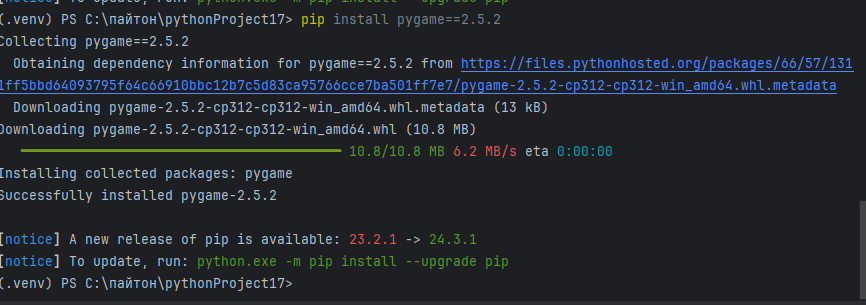 [notice] To update, run: python.exe -m pip install --upgrade pip
(.venv) PS C:\пайтон\pythonProject17> pip install pygame==2.5.2
Collecting pygame==2.5.2
Obtaining dependency information for pygame==2.5.2 from https://files.pythonhosted.org/packages/66/57/131
1ff5bbd64093795f64c66910bbc12b7c5d83ca95766cce7ba501ff7e7/pygame-2.5.2-cp312-cp312-win_amd64.whl.metadata
Downloading pygame-2.5.2-cp312-cp312-win_amd64.whl.metadata (13 kB)
Downloading pygame-2.5.2-cp312-cp312-win_amd64.whl (10.8 MB)
10.8/10.8 MB 6.2 MB/s eta 0:00:00
Installing collected packages: pygame
Successfully installed pygame-2.5.2
[notice] A new release of pip is available: 23.2.1 -> 24.3.1
[notice] To update, run: python.exe -m pip install --upgrade pip
(.venv) PS C:\пайтон\pythonProject17>